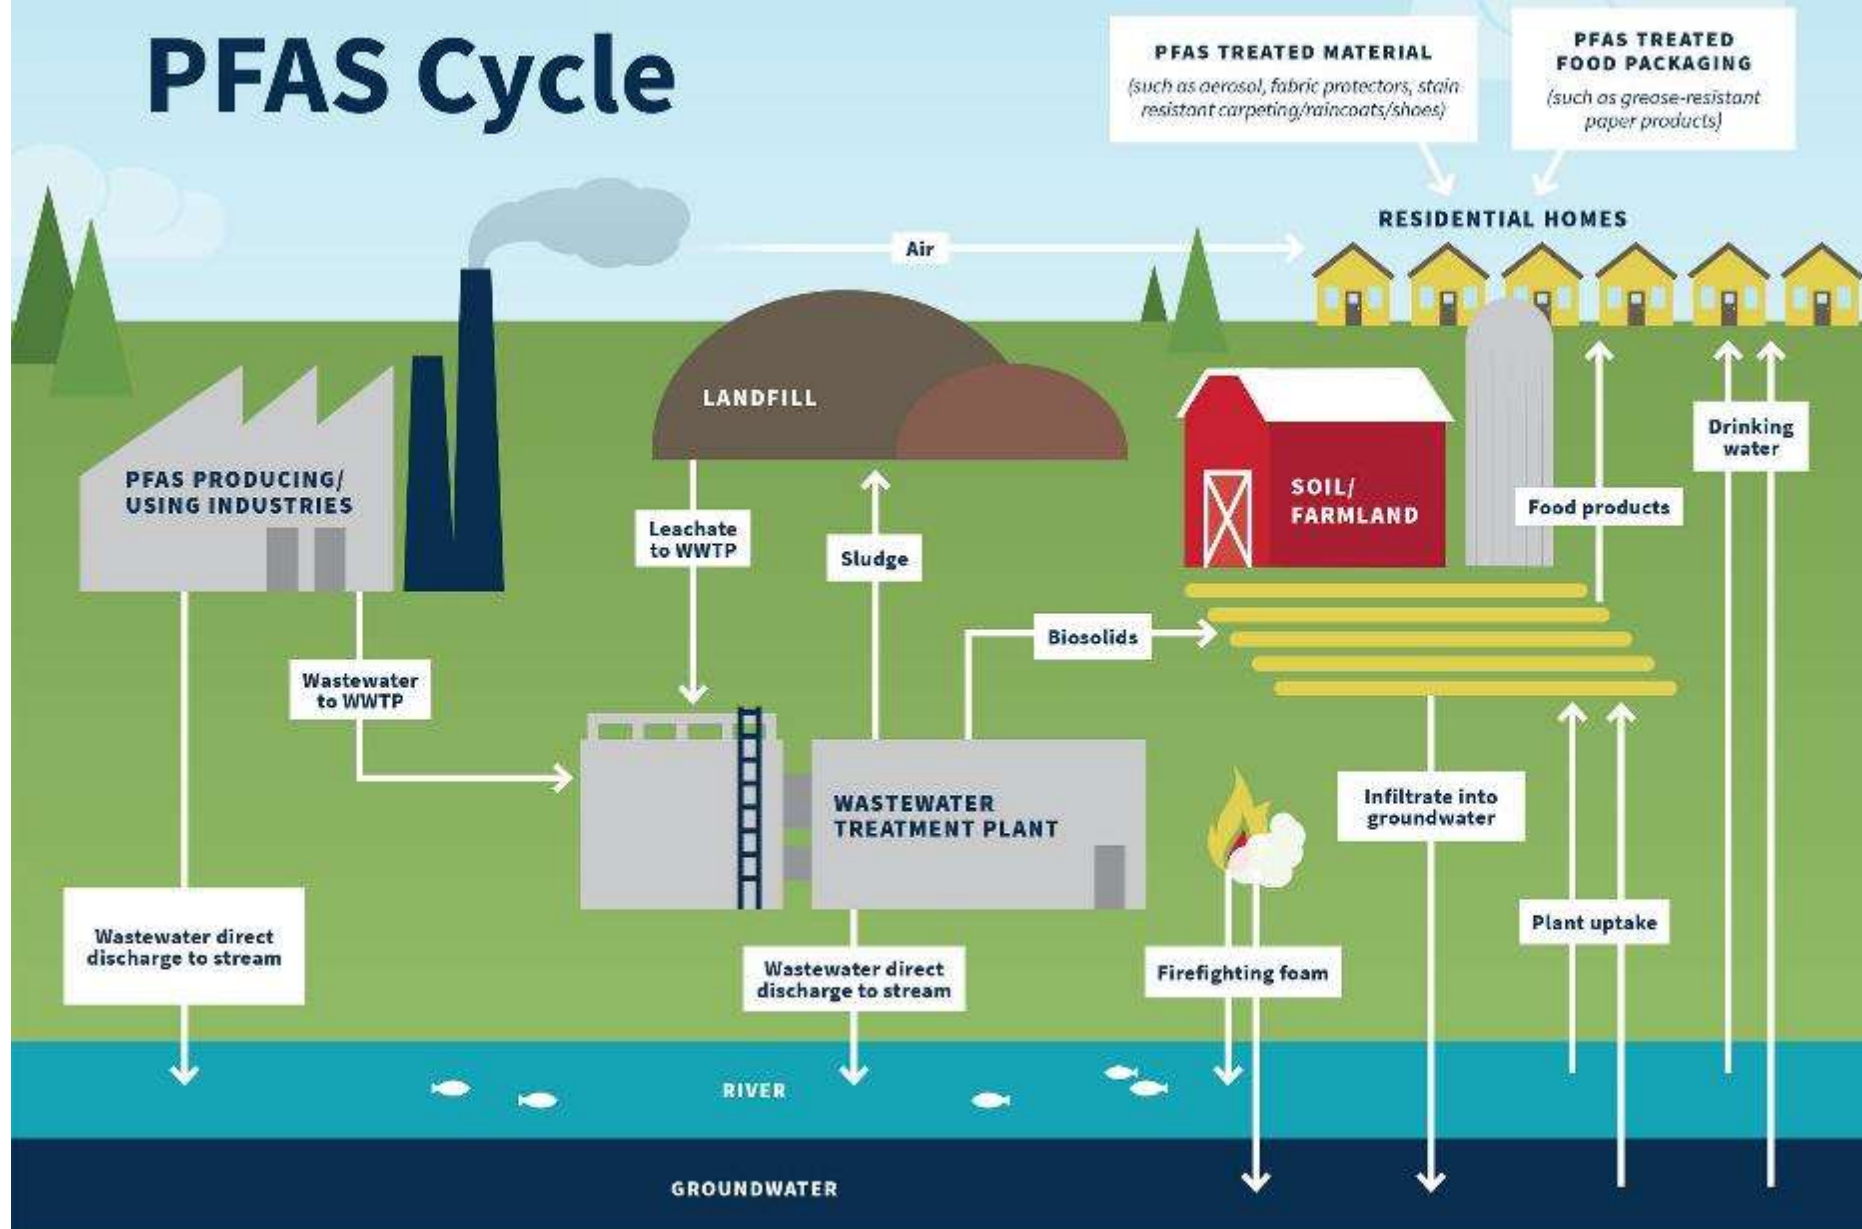 PFAS Cycle
PFAS TREATED MATERIAL
(such as aerosol, fabric protectors, stain
resistant carpeting/raincoats/shoes)
PFAS TREATED
FOOD PACKAGING
(such as grease-resistant
paper products)
RESIDENTIAL HOMES
Air
LANDFILL
PFAS PRODUCING/
USING INDUSTRIES
Leachate
to WWTP
Sludge
SOIL/
FARMLAND
Food products
Drinking
water
Biosolids
Wastewater
to WWTP
WASTEWATER
TREATMENT PLANT
Infiltrate into
groundwater
Plant uptake
Wastewater direct
discharge to stream
Wastewater direct
discharge to stream
Firefighting foam
RIVER
GROUNDWATER